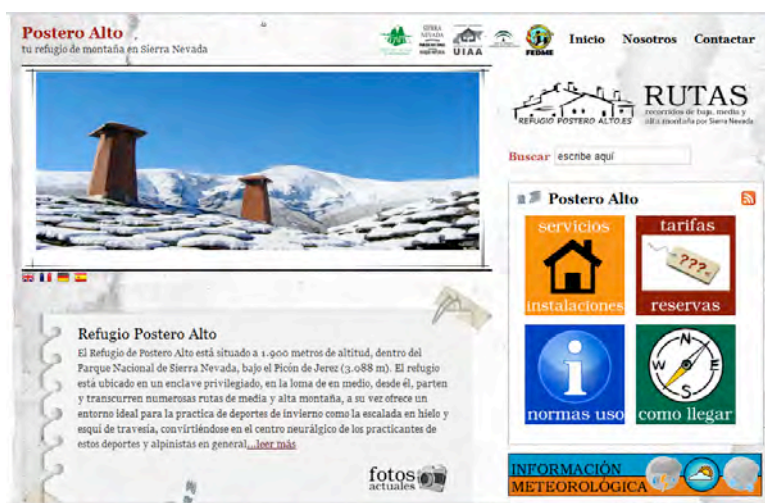 Postero Alto
tu refugio de montaña en Sierra Nevada
SIERRA
NEVADA
UIAA
FEDME
Inicio Nosotros Contactar
REFUGIO POSTERO ALTO.ES
RUTAS
recorridos de baja, media y
alta montaña por Sierra Nevada
Buscar escribe aquí
Postero Alto
servicios
instalaciones
tarifas
???
reservas
normas uso
N
W E
S
como llegar
Refugio Postero Alto
El Refugio de Postero Alto está situado a 1.900 metros de altitud, dentro del
Parque Nacional de Sierra Nevada, bajo el Picón de Jerez (3.088 m). El refugio
está ubicado en un enclave privilegiado, en la loma de en medio, desde él, parten
y transcurren numerosas rutas de media y alta montaña, a su vez ofrece un
entorno ideal para la practica de deportes de invierno como la escalada en hielo y
esquí de travesía, convirtiéndose en el centro neurálgico de los practicantes de
estos deportes y alpinistas en general...leer más
fotos
actuales
INFORMACIÓN
METEOROLÓGICA